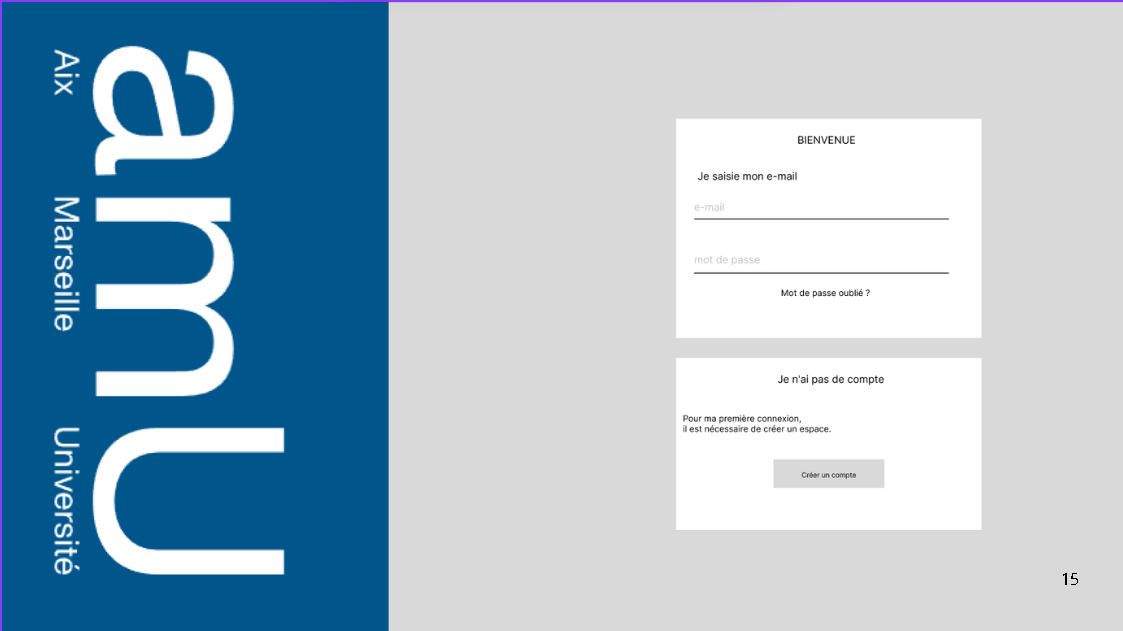 amU
Aix Marseille Université
BIENVENUE
Je saisie mon e-mail
e-mail
mot de passe
Mot de passe oublié ?
Je n'ai pas de compte
Pour ma première connexion,
il est nécessaire de créer un espace.
Créer un compte
15